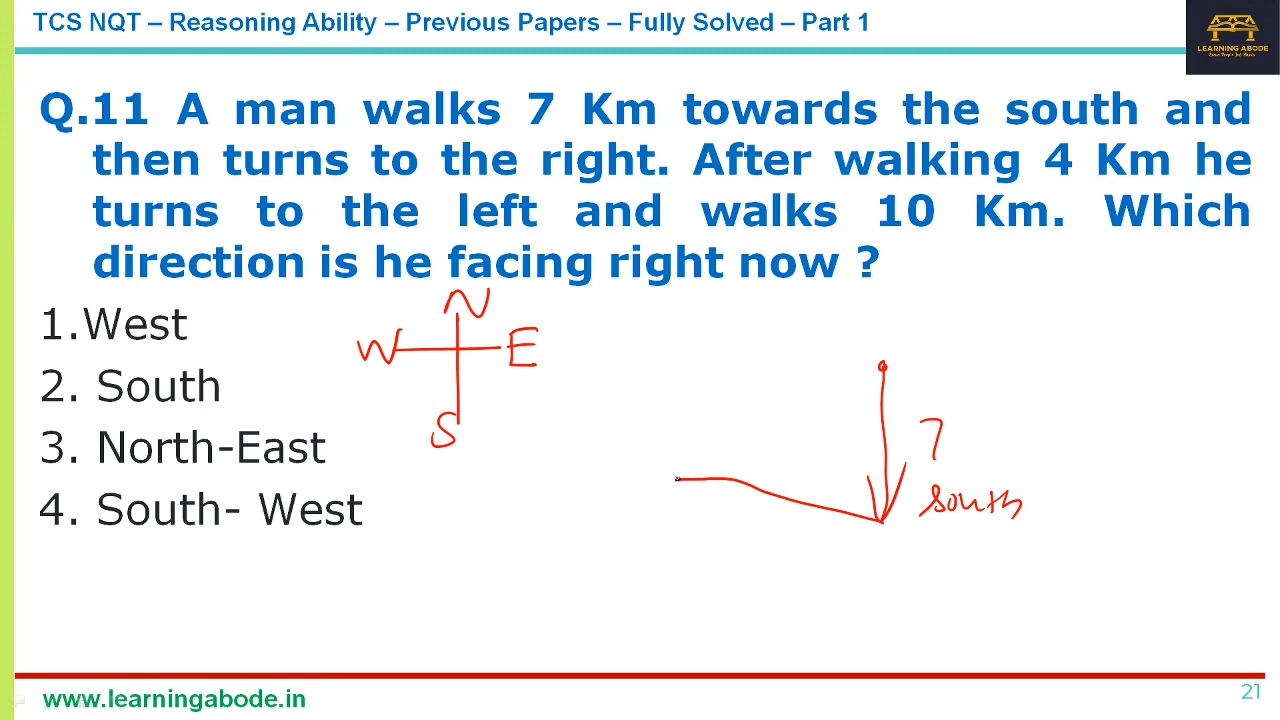 TCS NQT – Reasoning Ability – Previous Papers – Fully Solved – Part 1
LEARNING ABODE
Q.11 A man walks 7 Km towards the south and
then turns to the right. After walking 4 Km he
turns to the left and walks 10 Km. Which
direction is he facing right now ?
1.West
2. South
3. North-East
4. South- West
N
W E
S
7
south
www.learningabode.in
21